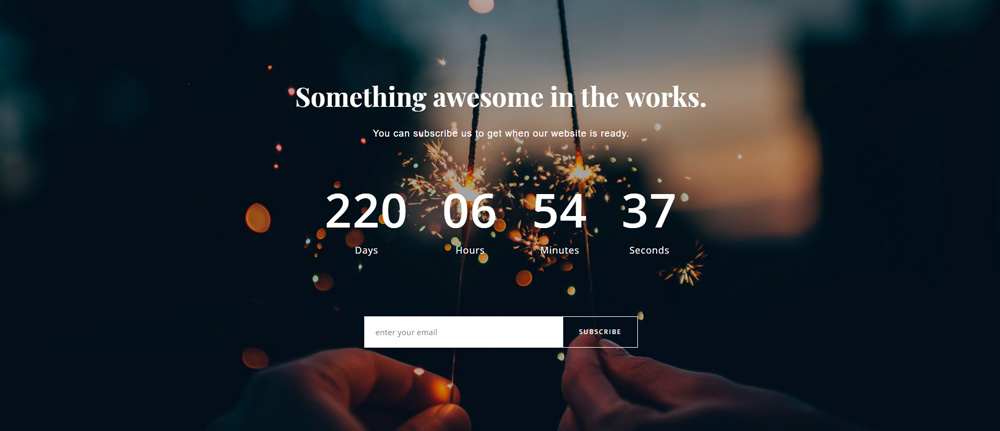 Something awesome in the works.
You can subscribe us to get when our website is ready.
220 06 54 37
Days Hours Minutes Seconds
enter your email SUBSCRIBE